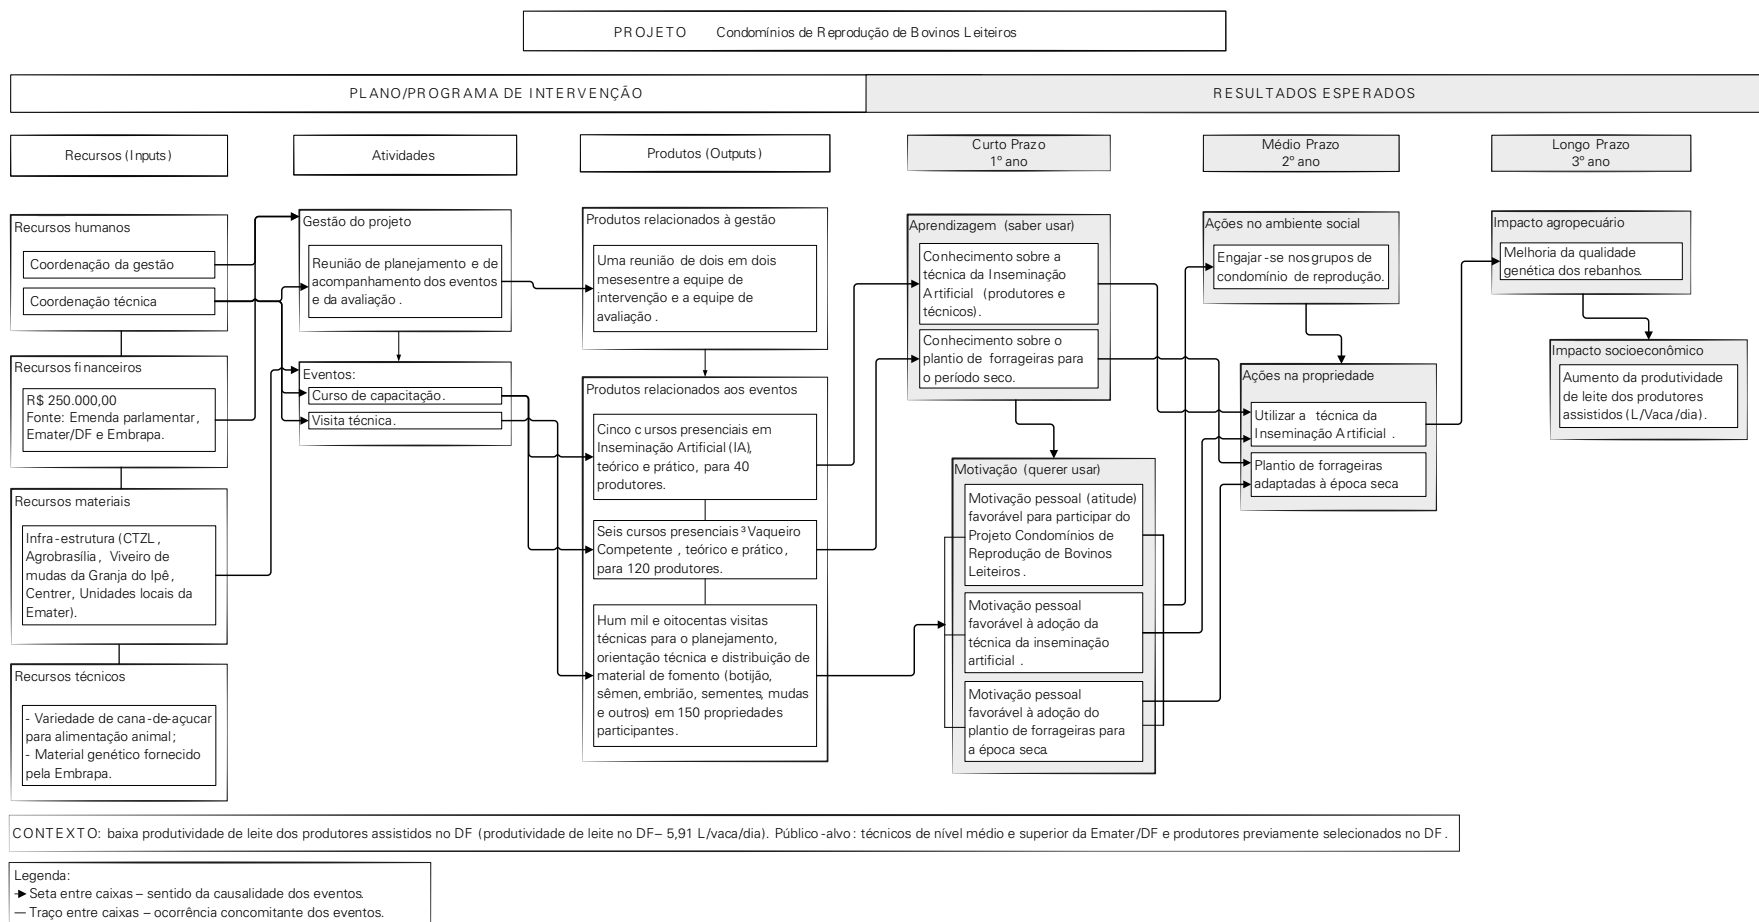 PROJETO Condomínios de Reprodução de Bovinos Leiteiros
PLANO/PROGRAMA DE INTERVENÇÃO
RESULTADOS ESPERADOS
Recursos (Inputs)
Atividades
Produtos (Outputs)
Curto Prazo
1º ano
Médio Prazo
2º ano
Longo Prazo
3º ano
Recursos humanos
Coordenação da gestão
Coordenação técnica
Recursos financeiros
R$ 250.000,00
Fonte: Emenda parlamentar,
Emater/DF e Embrapa.
Recursos materiais
Infra-estrutura (CTZL,
Agrobrasília, Viveiro de
mudas da Granja do Ipê,
Centrer, Unidades locais da
Emater).
Recursos técnicos
- Variedade de cana-de-açucar
para alimentação animal;
- Material genético fornecido
pela Embrapa.
Gestão do projeto
Reunião de planejamento e de
acompanhamento dos eventos
e da avaliação.
Eventos:
Curso de capacitação.
Visita técnica.
Produtos relacionados à gestão
Uma reunião de dois em dois
mesesentre a equipe de
intervenção e a equipe de
avaliação.
Produtos relacionados aos eventos
Cinco cursos presenciais em
Inseminação Artificial (IA),
teórico e prático, para 40
produtores.
Seis cursos presenciais ³Vaqueiro
Competente, teórico e prático,
para 120 produtores.
Hum mil e oitocentas visitas
técnicas para o planejamento,
orientação técnica e distribuição de
material de fomento (botijão,
sêmen, embrião, sementes, mudas
e outros) em 150 propriedades
participantes.
Aprendizagem (saber usar)
Conhecimento sobre a
técnica da Inseminação
Artificial (produtores e
técnicos).
Conhecimento sobre o
plantio de forrageiras para
o período seco.
Motivação (querer usar)
Motivação pessoal (atitude)
favorável para participar do
Projeto Condomínios de
Reprodução de Bovinos
Leiteiros.
Motivação pessoal
favorável à adoção da
técnica da inseminação
artificial.
Motivação pessoal
favorável à adoção do
plantio de forrageiras para
a época seca.
Ações no ambiente social
Engajar-se nos grupos de
condomínio de reprodução.
Ações na propriedade
Utilizar a técnica da
Inseminação Artificial.
Plantio de forrageiras
adaptadas à época seca
Impacto agropecuário
Melhoria da qualidade
genética dos rebanhos.
Impacto socioeconômico
Aumento da produtividade
de leite dos produtores
assistidos (L/Vaca/dia).
CONTEXTO: baixa produtividade de leite dos produtores assistidos no DF (produtividade de leite no DF– 5,91 L/vaca/dia). Público-alvo: técnicos de nível médio e superior da Emater/DF e produtores previamente selecionados no DF.
Legenda:
Seta entre caixas – sentido da causalidade dos eventos.
— Traço entre caixas – ocorrência concomitante dos eventos.